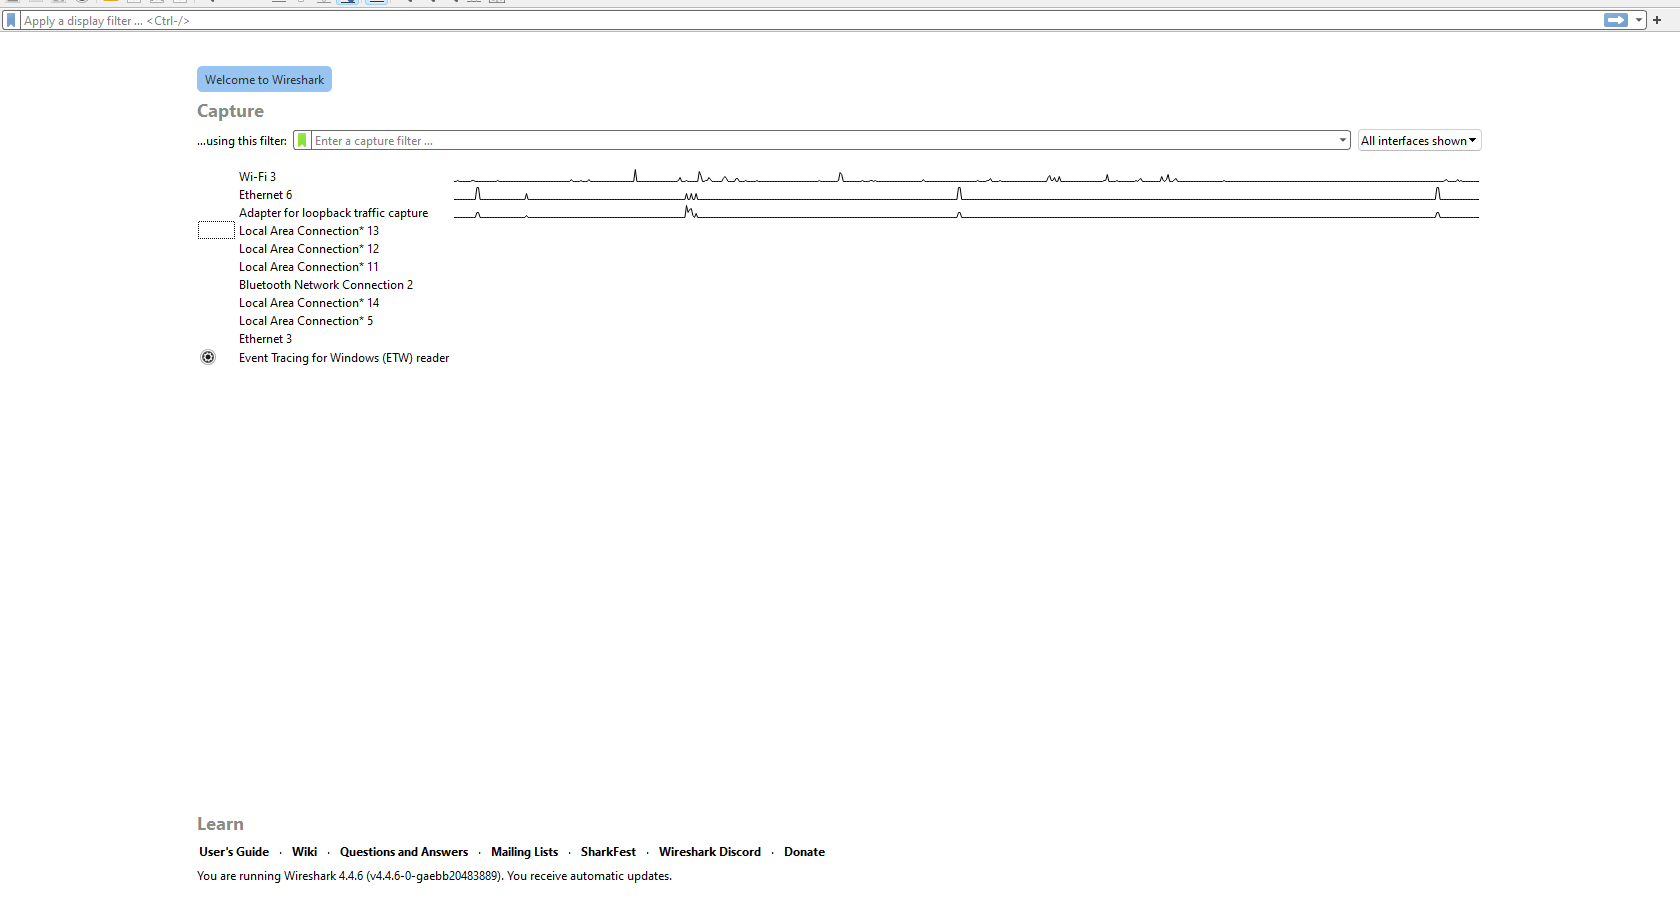 Apply a display filter ... <Ctrl-/>
Welcome to Wireshark
Capture
...using this filter: Enter a capture filter ... All interfaces shown
Wi-Fi 3
Ethernet 6
Adapter for loopback traffic capture
Local Area Connection* 13
Local Area Connection* 12
Local Area Connection* 11
Bluetooth Network Connection 2
Local Area Connection* 14
Local Area Connection* 5
Ethernet 3
Event Tracing for Windows (ETW) reader
Learn
User's Guide · Wiki · Questions and Answers · Mailing Lists · SharkFest · Wireshark Discord · Donate
You are running Wireshark 4.4.6 (v4.4.6-0-gaebb20483889). You receive automatic updates.